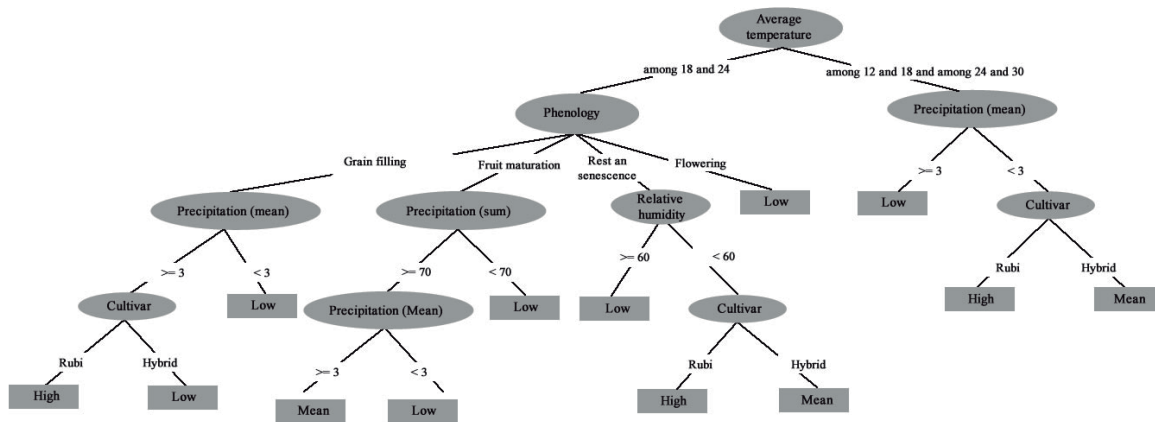 Average
temperature
among 18 and 24
among 12 and 18 and among 24 and 30
Phenology
Precipitation (mean)
Grain filling
Fruit maturation
Rest an
senescence
Flowering
>= 3
< 3
Precipitation (mean)
Precipitation (sum)
Relative
humidity
Low
Low
Cultivar
>= 3
< 3
>= 70
< 70
>= 60
< 60
Rubi
Hybrid
Cultivar
Low
Precipitation (Mean)
Low
Low
Cultivar
High
Mean
Rubi
Hybrid
>= 3
< 3
Rubi
Hybrid
High
Low
Mean
Low
High
Mean